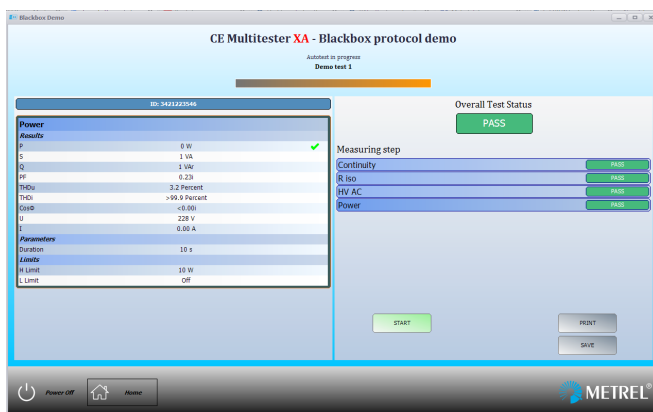 Blackbox Demo
CE Multitester XA - Blackbox protocol demo
Autotest in progress
Demo test 1
ID: 3421223546
Power
Results
P 0 W
S 1 VA
Q 1 VAr
PF 0.23i
THDu 3.2 Percent
THDi >99.9 Percent
CosΦ <0.00i
U 228 V
I 0.00 A
Parameters
Duration 10 s
Limits
H Limit 10 W
L Limit Off
Overall Test Status
PASS
Measuring step
Continuity PASS
R iso PASS
HV AC PASS
Power PASS
START
PRINT
SAVE
Power Off
Home
METREL®